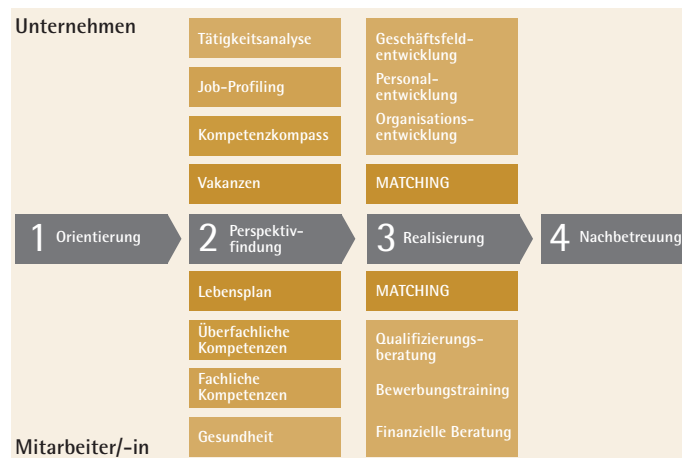 Unternehmen
Tätigkeitsanalyse
Job-Profiling
Kompetenzkompass
Vakanzen
Geschäftsfeld-
entwicklung
Personal-
entwicklung
Organisations-
entwicklung
MATCHING
1 Orientierung
2 Perspektiv-
findung
3 Realisierung
4 Nachbetreuung
Lebensplan
Überfachliche
Kompetenzen
Fachliche
Kompetenzen
Gesundheit
MATCHING
Qualifizierungs-
beratung
Bewerbungstraining
Finanzielle Beratung
Mitarbeiter/-in